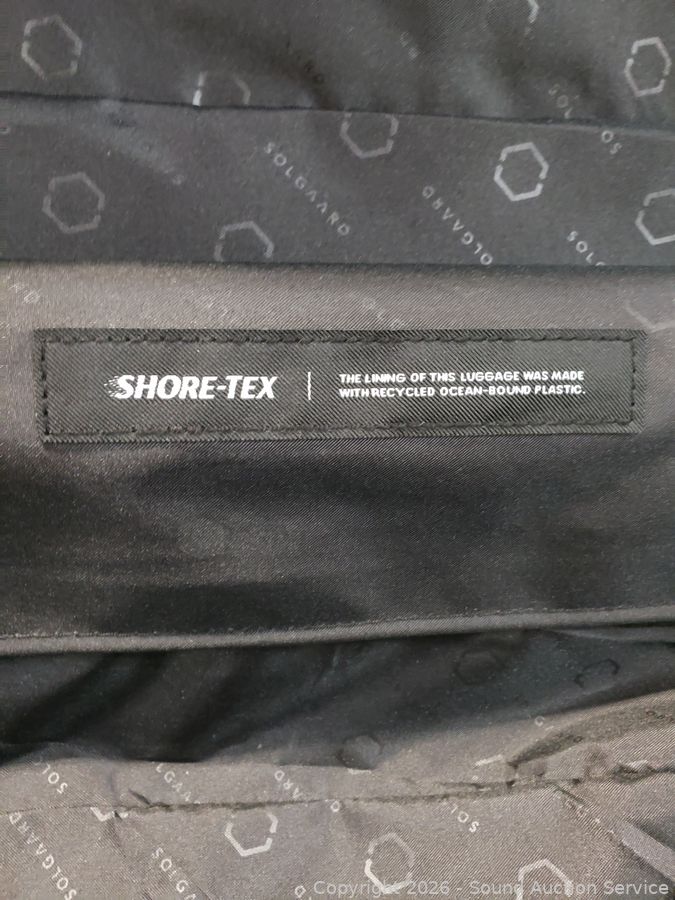 SOLGAARD
SOLGAARD
SHORE-TEX | THE LINING OF THIS LUGGAGE WAS MADE
WITH RECYCLED OCEAN-BOUND PLASTIC.
SOLGAARD
Copyright 2026 - Sound Auction Service